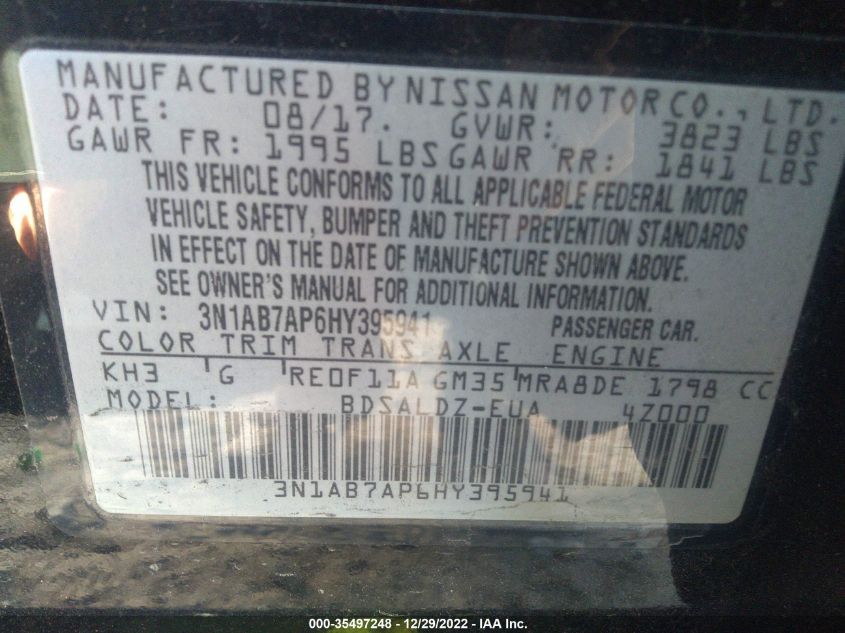 MANUFACTURED BY NISSAN MOTOR CO., LTD.
DATE: 08/17. GVWR: 3823 LBS
GAWR FR: 1995 LBS GAWR RR: 1841 LBS
THIS VEHICLE CONFORMS TO ALL APPLICABLE FEDERAL MOTOR
VEHICLE SAFETY, BUMPER AND THEFT PREVENTION STANDARDS
IN EFFECT ON THE DATE OF MANUFACTURE SHOWN ABOVE.
SEE OWNER'S MANUAL FOR ADDITIONAL INFORMATION.
VIN: 3N1AB7AP6HY395941 PASSENGER CAR.
COLOR TRIM TRANS AXLE ENGINE
KH3 G RE0F11A GM35 MRA8DE 1798 CC
MODEL: BDSALDZ-EUA 4Z000
3N1AB7AP6HY395941
000-35497248 - 12/29/2022 - IAA Inc.